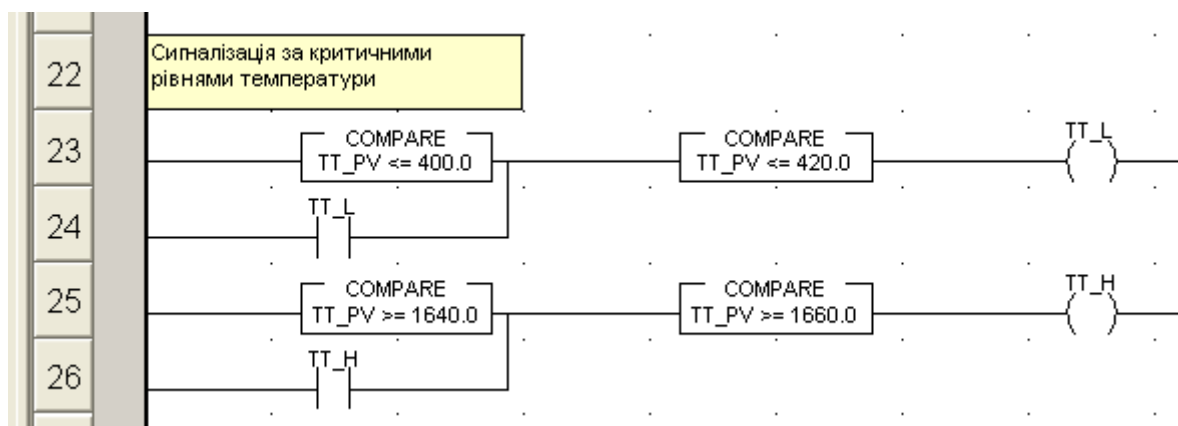 22
Сигналізація за критичними
рівнями температури
23
COMPARE
TT_PV <= 400.0
COMPARE
TT_PV <= 420.0
TT_L
24
TT_L
25
COMPARE
TT_PV >= 1640.0
COMPARE
TT_PV >= 1660.0
TT_H
26
TT_H